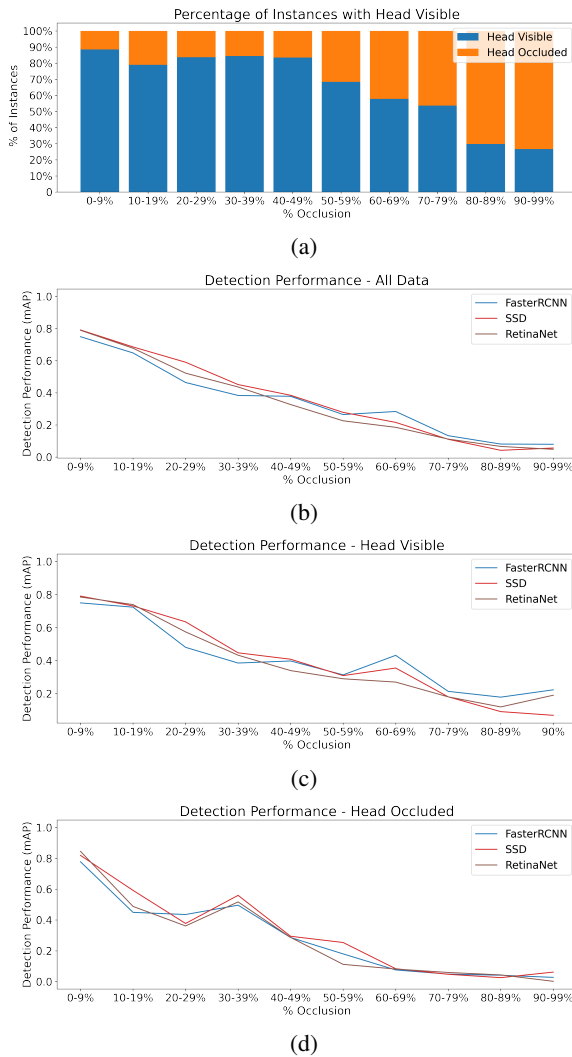 Percentage of Instances with Head Visible
100%
90%
80%
70%
60%
50%
40%
30%
20%
10%
0
% of Instances
Head Visible
Head Occluded
0-9% 10-19% 20-29% 30-39% 40-49% 50-59% 60-69% 70-79% 80-89% 90-99%
% Occlusion
(a)
Detection Performance - All Data
1.0
0.8
0.6
0.4
0.2
0.0
Detection Performance (mAP)
FasterRCNN
SSD
RetinaNet
0-9% 10-19% 20-29% 30-39% 40-49% 50-59% 60-69% 70-79% 80-89% 90-99%
% Occlusion
(b)
Detection Performance - Head Visible
1.0
0.8
0.6
0.4
0.2
Detection Performance (mAP)
FasterRCNN
SSD
RetinaNet
0-9% 10-19% 20-29% 30-39% 40-49% 50-59% 60-69% 70-79% 80-89% 90%
% Occlusion
(c)
Detection Performance - Head Occluded
1.0
0.8
0.6
0.4
0.2
0.0
Detection Performance (mAP)
FasterRCNN
SSD
RetinaNet
0-9% 10-19% 20-29% 30-39% 40-49% 50-59% 60-69% 70-79% 80-89% 90-99%
% Occlusion
(d)